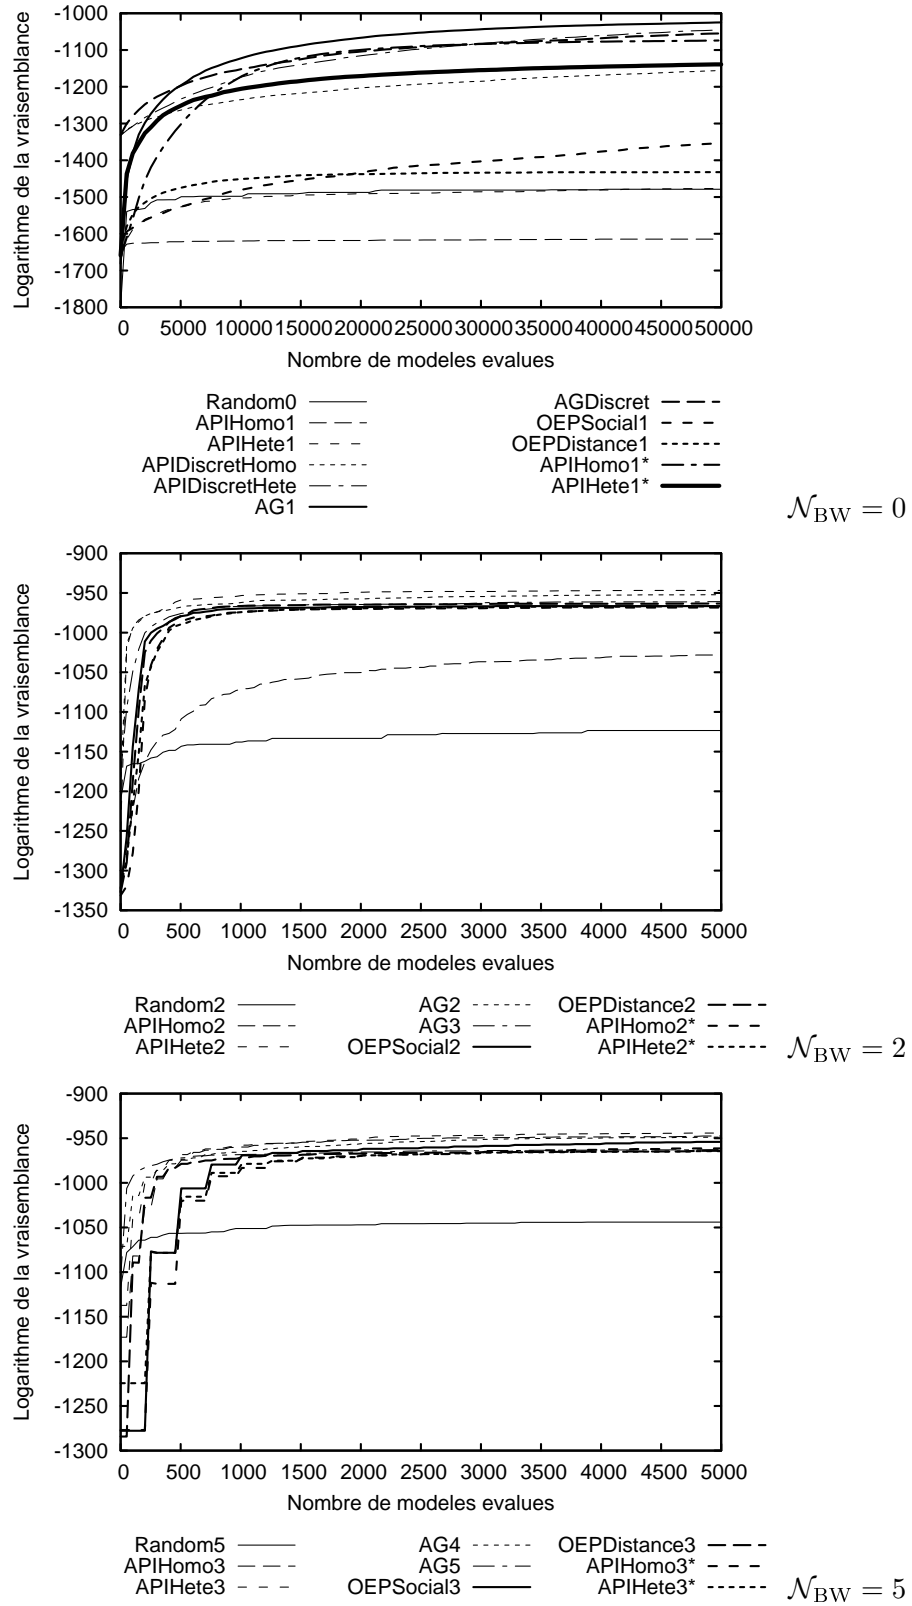 -1000
-1100
-1200
-1300
-1400
-1500
-1600
-1700
-1800
Logarithme de la vraisemblance
0 5000 10000 15000 20000 25000 30000 35000 40000 45000 50000
Nombre de modeles evalues
Random0 AGDiscret
APIHomo1 OEPSocial1
APIHete1 OEPDistance1
APIDiscretHomo APIHomo1*
APIDiscretHete APIHete1*
AG1
𝒩BW = 0
-900
-950
-1000
-1050
-1100
-1150
-1200
-1250
-1300
-1350
Logarithme de la vraisemblance
0 500 1000 1500 2000 2500 3000 3500 4000 4500 5000
Nombre de modeles evalues
Random2 AG2 OEPDistance2
APIHomo2 AG3 APIHomo2*
APIHete2 OEPSocial2 APIHete2*
𝒩BW = 2
-900
-950
-1000
-1050
-1100
-1150
-1200
-1250
-1300
Logarithme de la vraisemblance
0 500 1000 1500 2000 2500 3000 3500 4000 4500 5000
Nombre de modeles evalues
Random5 AG4 OEPDistance3
APIHomo3 AG5 APIHomo3*
APIHete3 OEPSocial3 APIHete3*
𝒩BW = 5